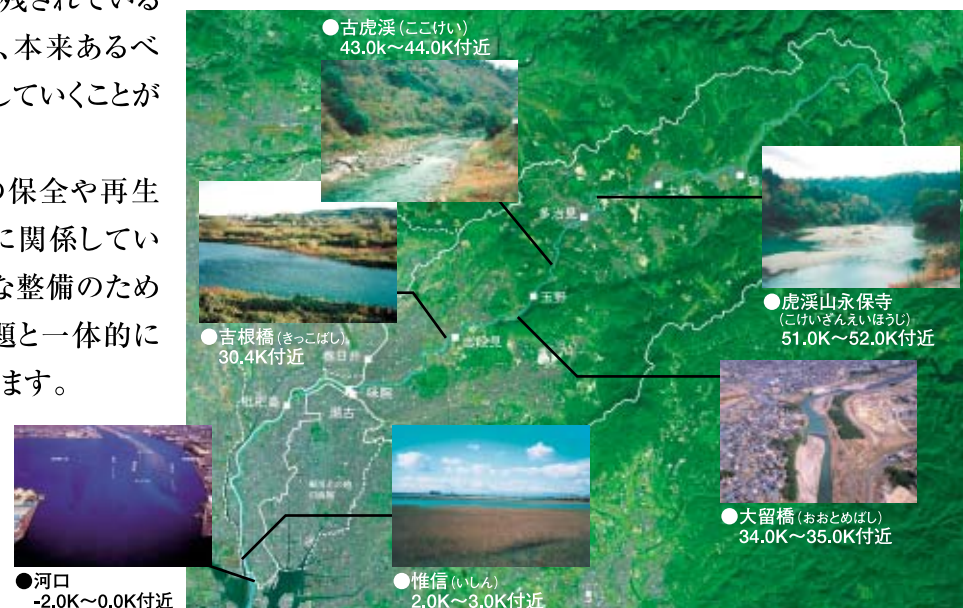 残されている
、本来あるべ
していくことが
の保全や再生
に関係してい
な整備のため
題と一体的に
ます。
●古虎渓(ここけい)
43.0k〜44.0K付近
●吉根橋(きっこばし)
30.4K付近
●虎渓山永保寺
(こけいざんえいほうじ)
51.0K〜52.0K付近
●大留橋(おおとめばし)
34.0K〜35.0K付近
●河口
-2.0K〜0.0K付近
●惟信(いしん)
2.0K〜3.0K付近
土岐
多治見
玉野
春日井
味鋺
枇杷島